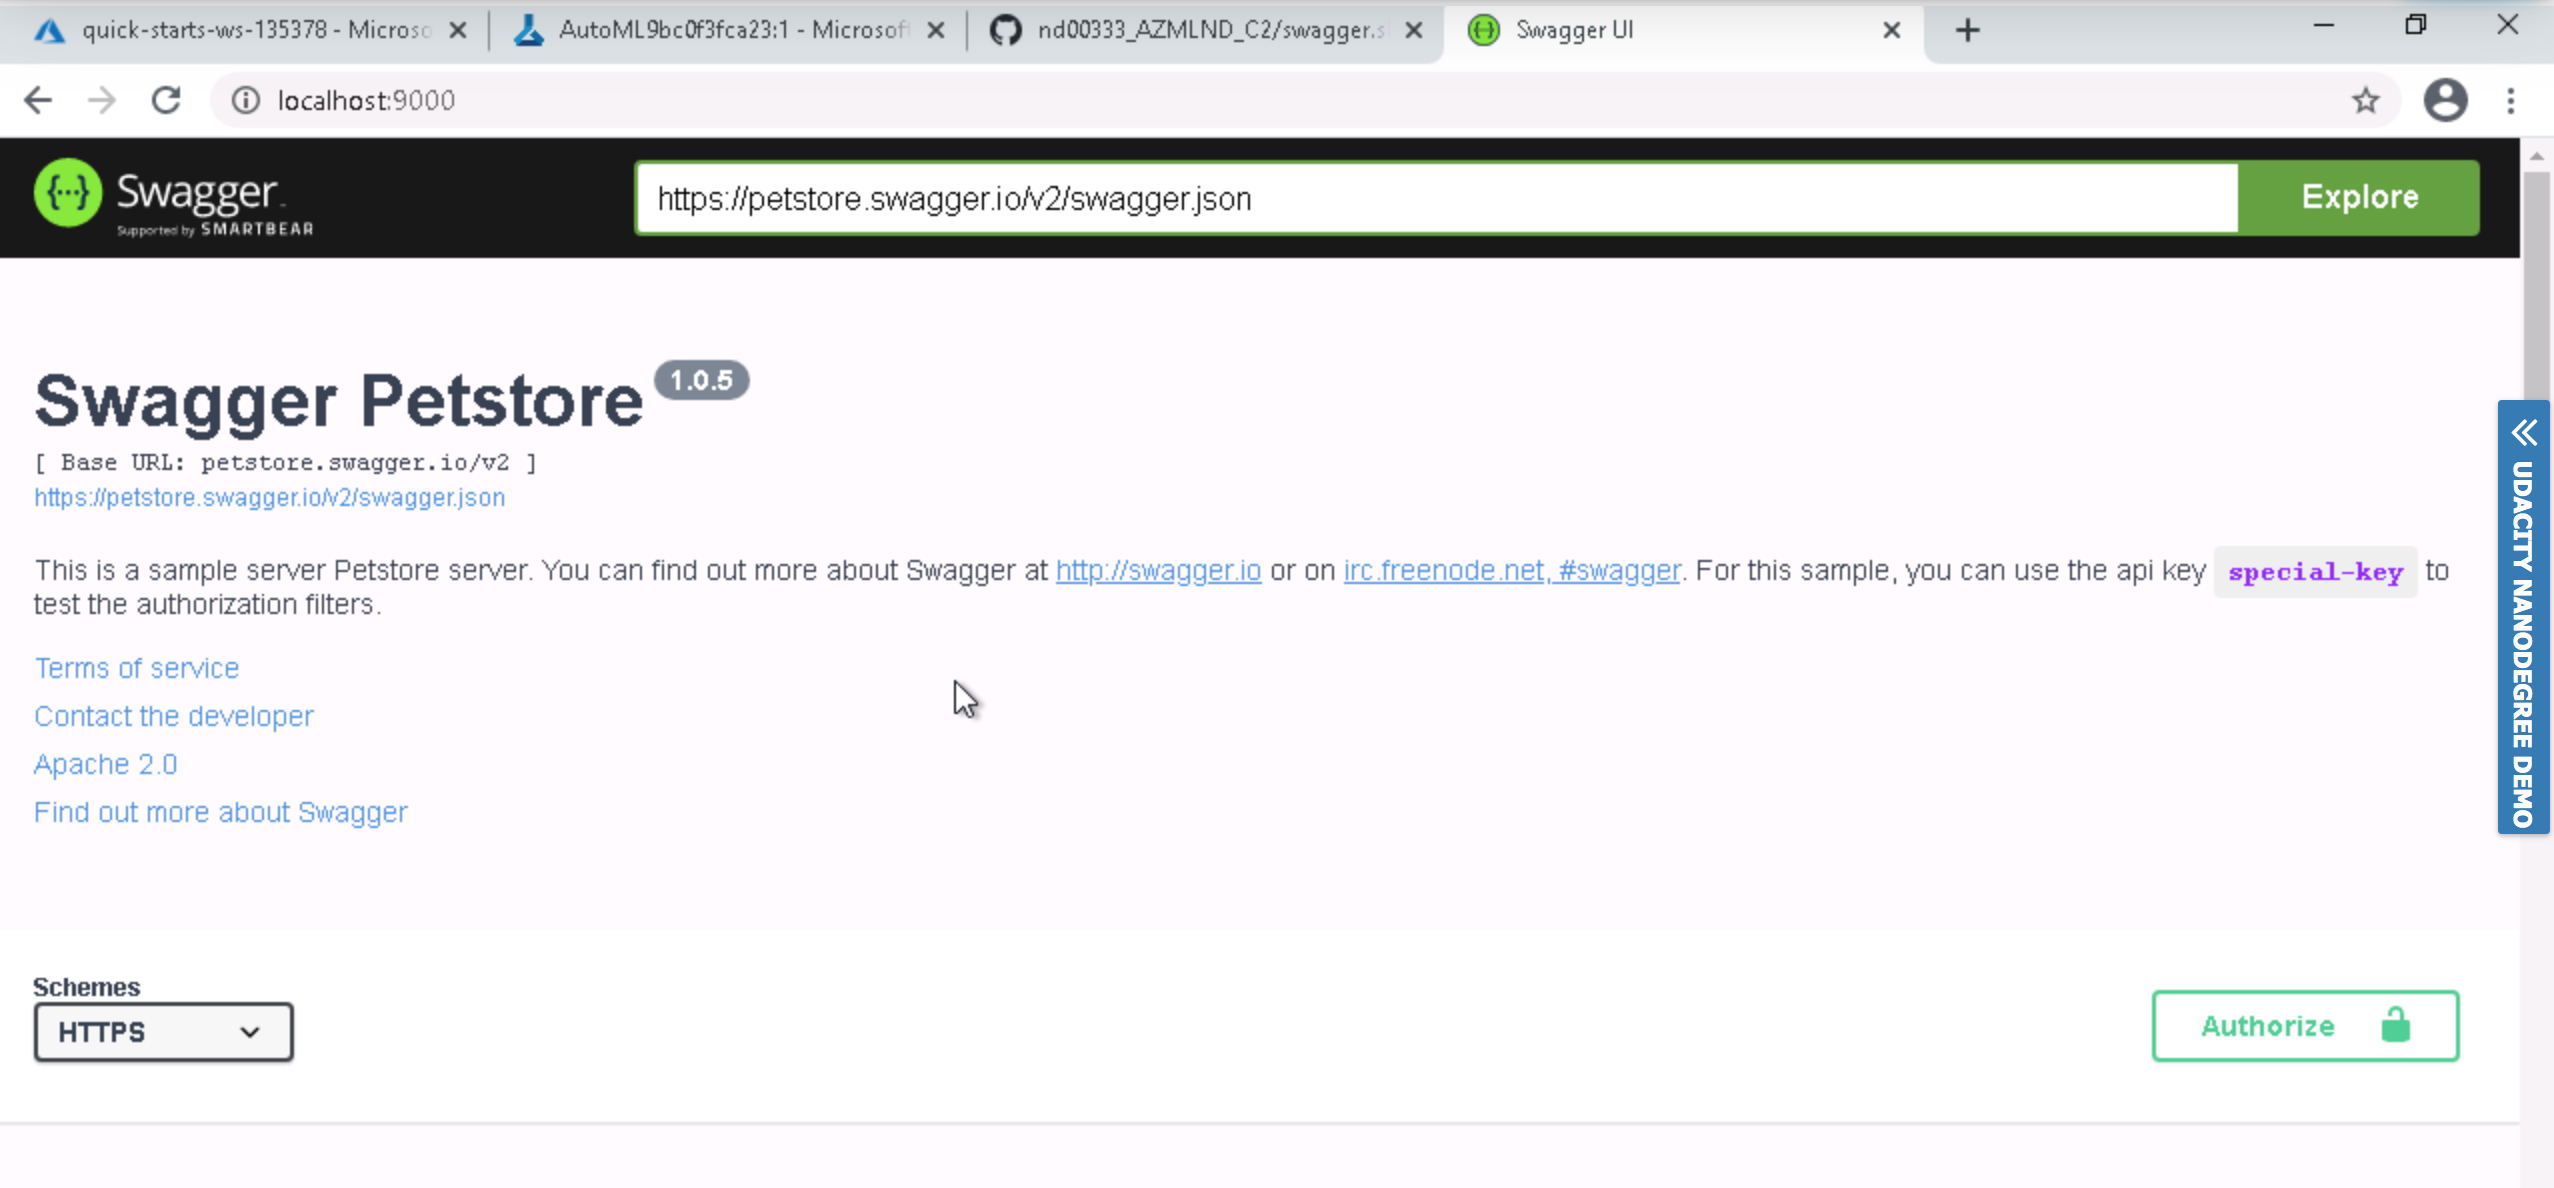 quick-starts-ws-135378 - Microso
AutoML9bc0f3fca23:1 - Microsof
nd00333_AZMLND_C2/swagger.s
Swagger UI
localhost:9000
Swagger
Supported by SMARTBEAR
https://petstore.swagger.io/v2/swagger.json
Explore
Swagger Petstore 1.0.5
[ Base URL: petstore.swagger.io/v2 ]
https://petstore.swagger.io/v2/swagger.json
This is a sample server Petstore server. You can find out more about Swagger at http://swagger.io or on irc.freenode.net, #swagger. For this sample, you can use the api key special-key to
test the authorization filters.
Terms of service
Contact the developer
Apache 2.0
Find out more about Swagger
UDACITY NANODEGREE DEMO
Schemes
HTTPS
Authorize